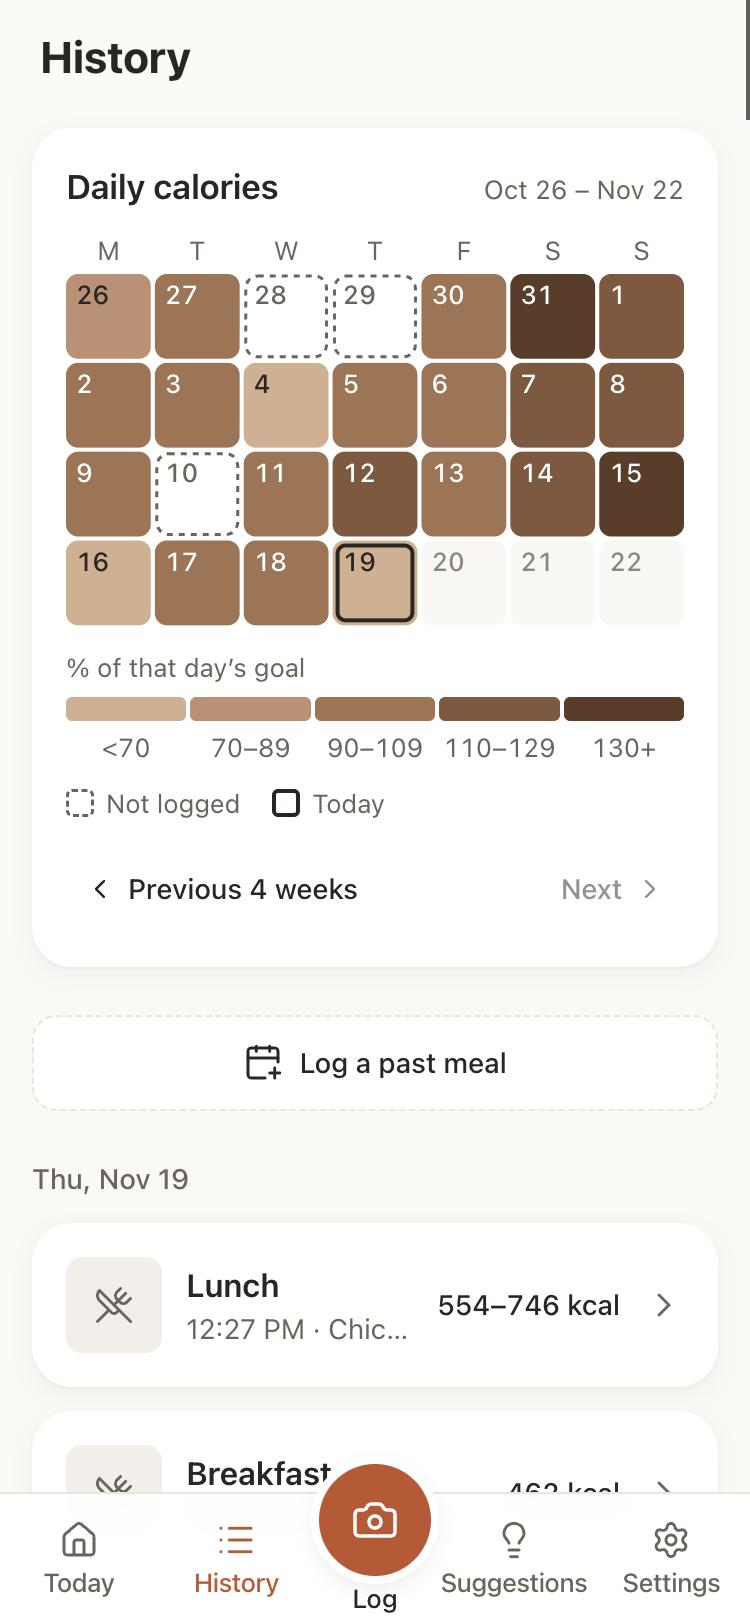 History
Daily calories Oct 26 – Nov 22
M T W T F S S
26 27 28 29 30 31 1
2 3 4 5 6 7 8
9 10 11 12 13 14 15
16 17 18 19 20 21 22
% of that day’s goal
<70 70–89 90–109 110–129 130+
Not logged Today
Previous 4 weeks Next
Log a past meal
Thu, Nov 19
Lunch
554–746 kcal
12:27 PM · Chic...
Breakfast
462 kcal
Today History Log Suggestions Settings